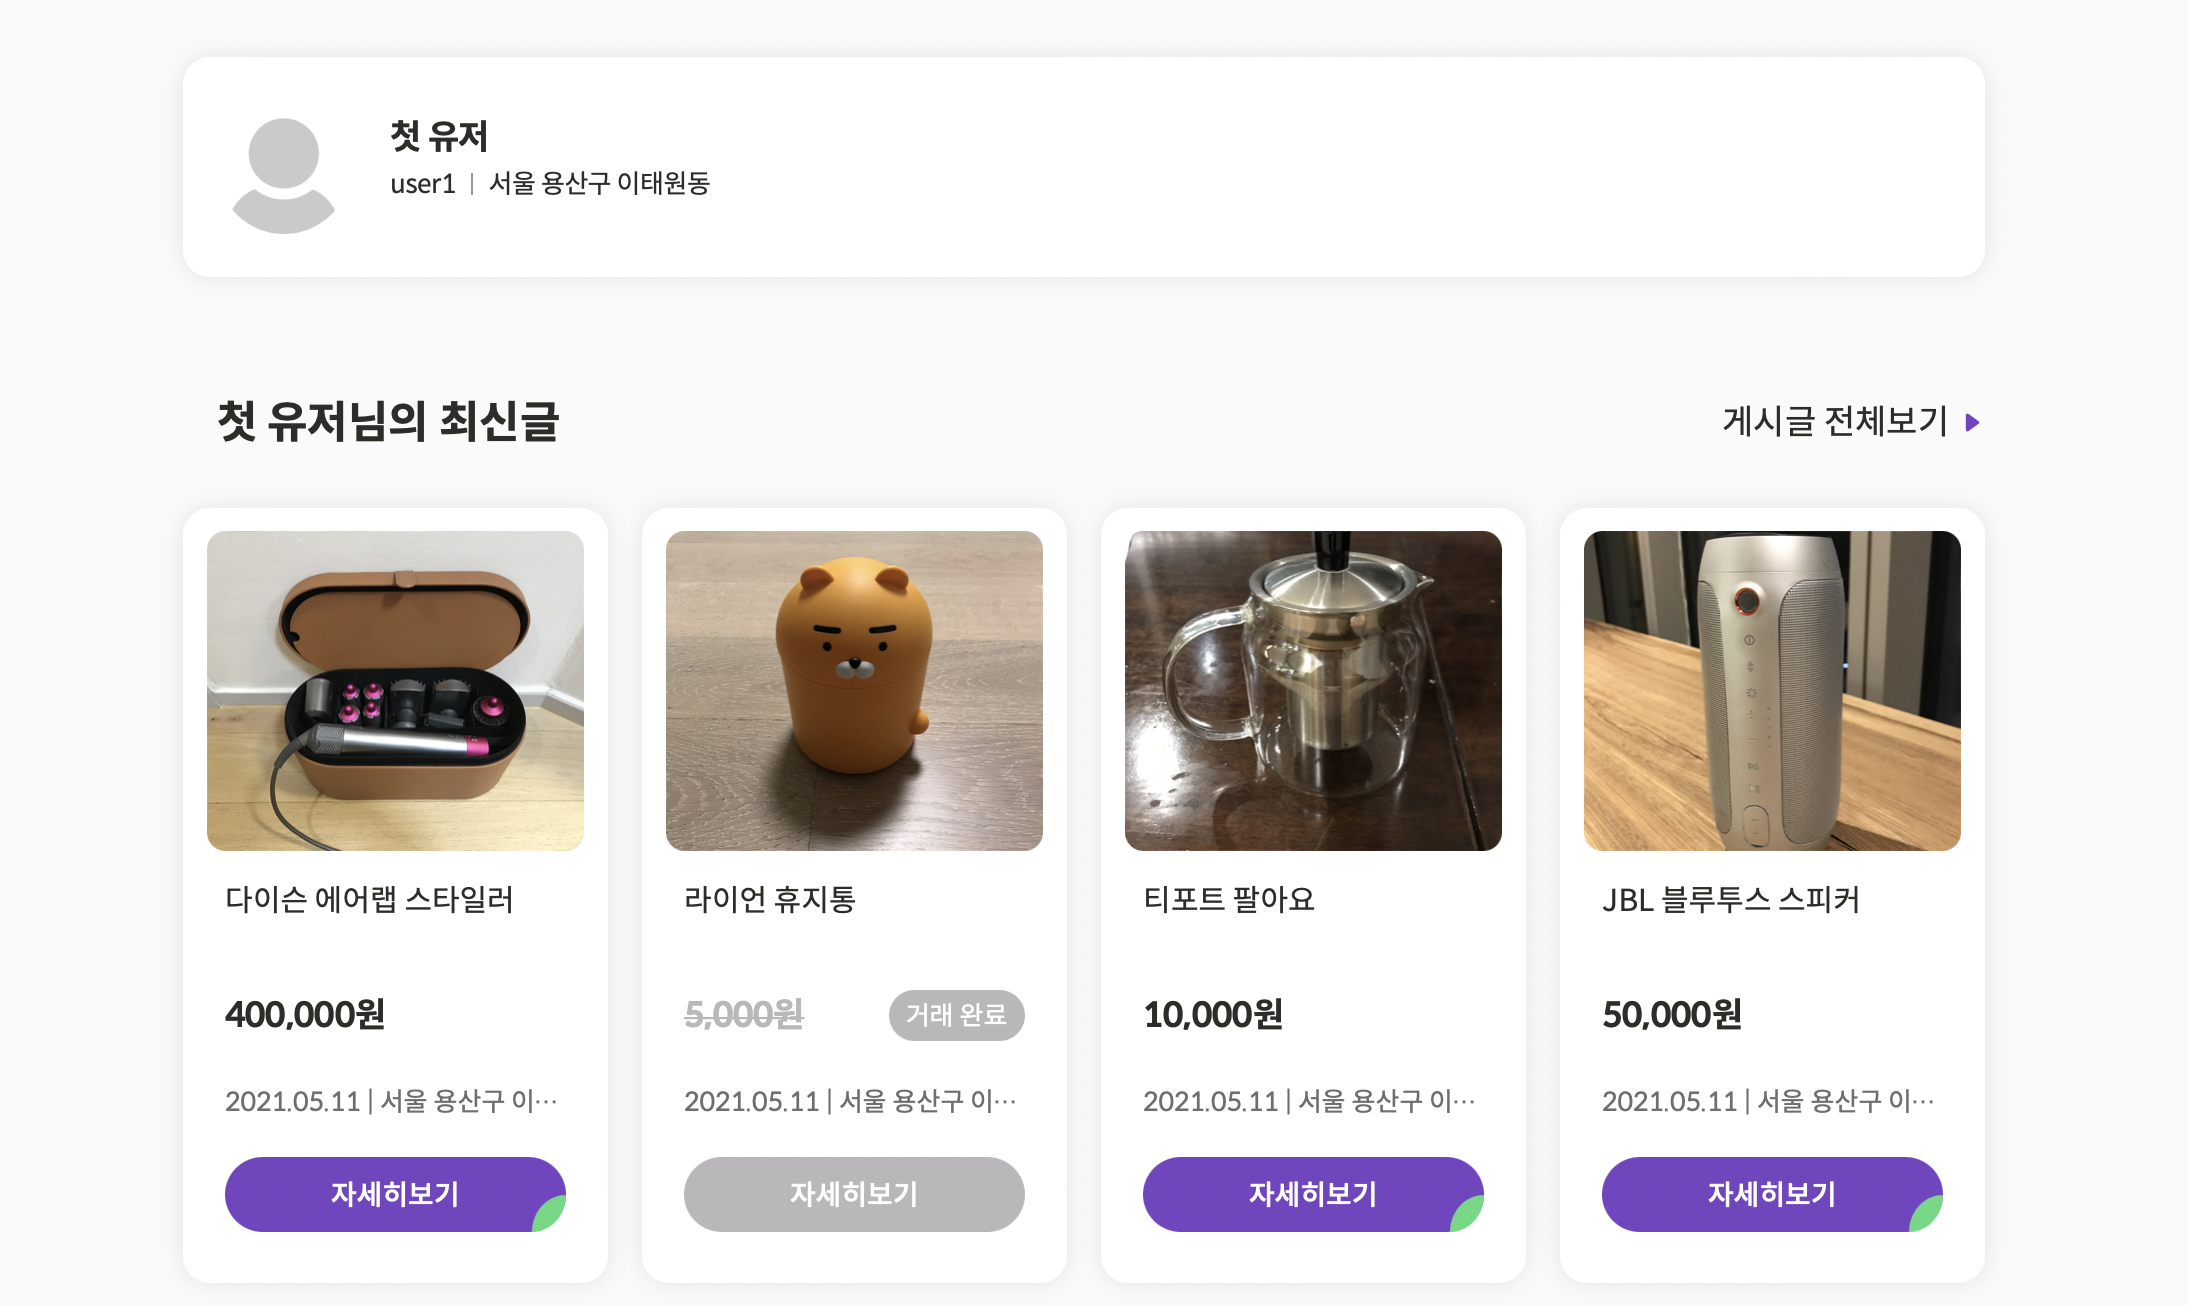 첫 유저
user1 | 서울 용산구 이태원동
첫 유저님의 최신글
게시글 전체보기
다이슨 에어랩 스타일러
400,000원
2021.05.11 | 서울 용산구 이…
자세히보기
라이언 휴지통
5,000원
거래 완료
2021.05.11 | 서울 용산구 이…
자세히보기
티포트 팔아요
10,000원
2021.05.11 | 서울 용산구 이…
자세히보기
JBL 블루투스 스피커
50,000원
2021.05.11 | 서울 용산구 이…
자세히보기